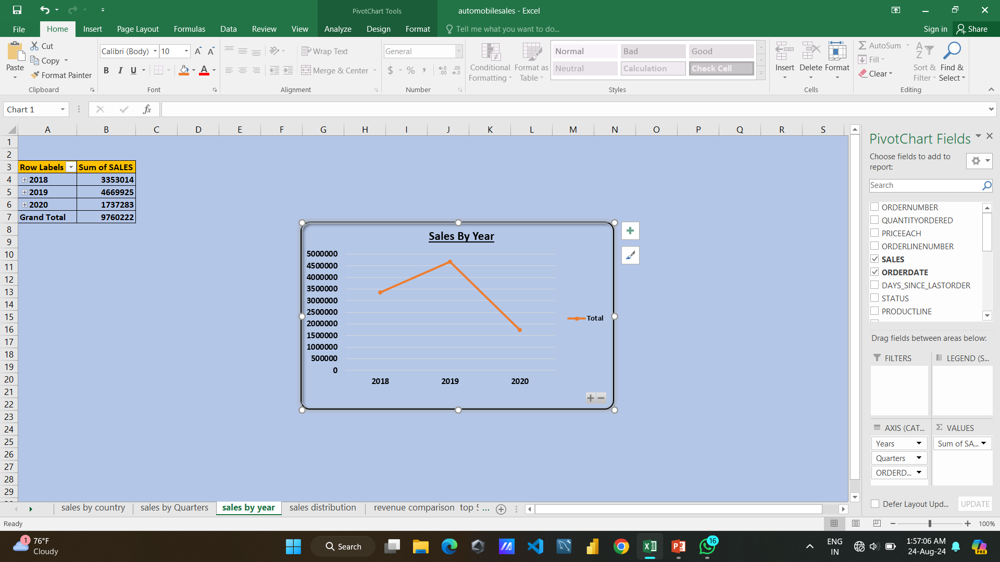 PivotChart Tools
automobilesales - Excel
File
Home
Insert
Page Layout
Formulas
Data
Review
View
Analyze
Design
Format
Tell me what you want to do...
Sign in
Share
Paste
Cut
Copy
Format Painter
Clipboard
Calibri (Body)
10
A A
B I U
A
Font
Wrap Text
Merge & Center
Alignment
General
$ % ,
.00
Number
Conditional Formatting
Format as Table
Normal
Bad
Good
Neutral
Calculation
Check Cell
Styles
Insert
Delete
Format
Cells
AutoSum
Fill
Clear
Sort & Filter
Find & Select
Editing
Chart 1
fx
A B C D E F G H I J K L M N O P Q R S
1
2
3 Row Labels Sum of SALES
4 2018 3353014
5 2019 4669925
6 2020 1737283
7 Grand Total 9760222
8
9
10
11
12
13
14
15
16
17
18
19
20
21
22
23
24
25
26
27
28
29
Sales By Year
5000000
4500000
4000000
3500000
3000000
2500000
2000000
1500000
1000000
500000
0
2018 2019 2020
Total
PivotChart Fields
Choose fields to add to
report:
Search
ORDERNUMBER
QUANTITYORDERED
PRICEEACH
ORDERLINENUMBER
SALES
ORDERDATE
DAYS_SINCE_LASTORDER
STATUS
PRODUCTLINE
Drag fields between areas below:
FILTERS
LEGEND (S...
AXIS (CAT...
VALUES
Years
Quarters
ORDERD...
Sum of SA...
Defer Layout Upd...
UPDATE
sales by country
sales by Quarters
sales by year
sales distribution
revenue comparison
top 5 ...
Ready
100%
1
76°F
Cloudy
Search
16
ENG
IN
1:57:06 AM
24-Aug-24
PRE